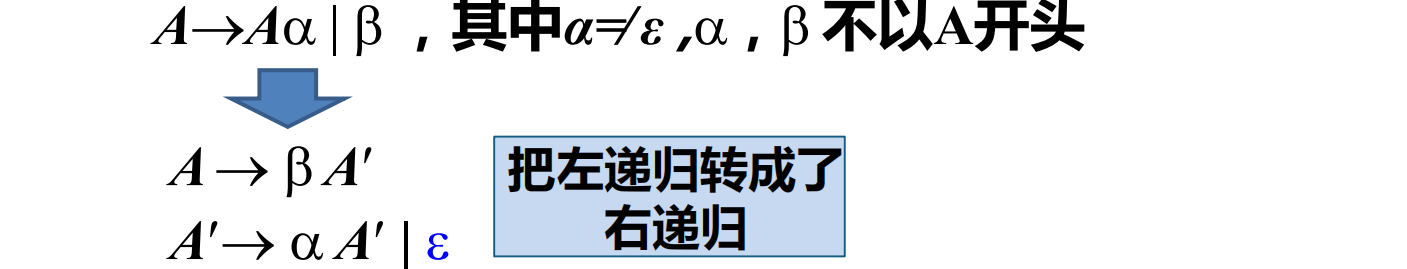 A→Aα | β ，其中α≠ε ,α，β不以A开头
A → β A′
把左递归转成了
右递归
A′→ α A′ | ε